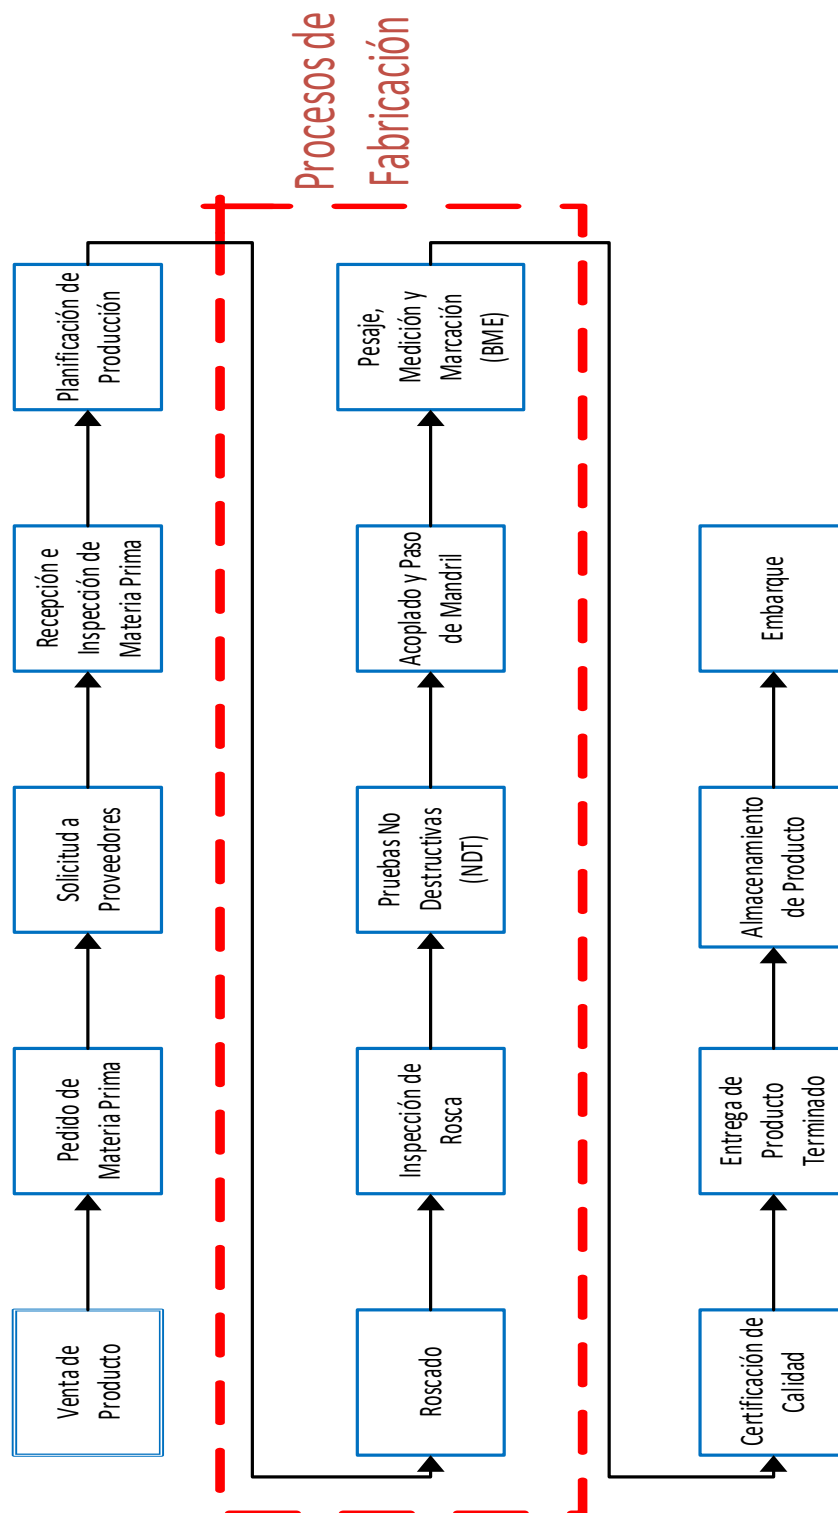 Venta de
Producto
Pedido de
Materia Prima
Solicitud a
Proveedores
Recepción e
Inspección de
Materia Prima
Planificación de
Producción
Procesos de
Fabricación
Roscado
Inspección de
Rosca
Pruebas No
Destructivas
(NDT)
Acoplado y Paso
de Mandril
Pesaje,
Medición y
Marcación
(BME)
Certificación de
Calidad
Entrega de
Producto
Terminado
Almacenamiento
de Producto
Embarque